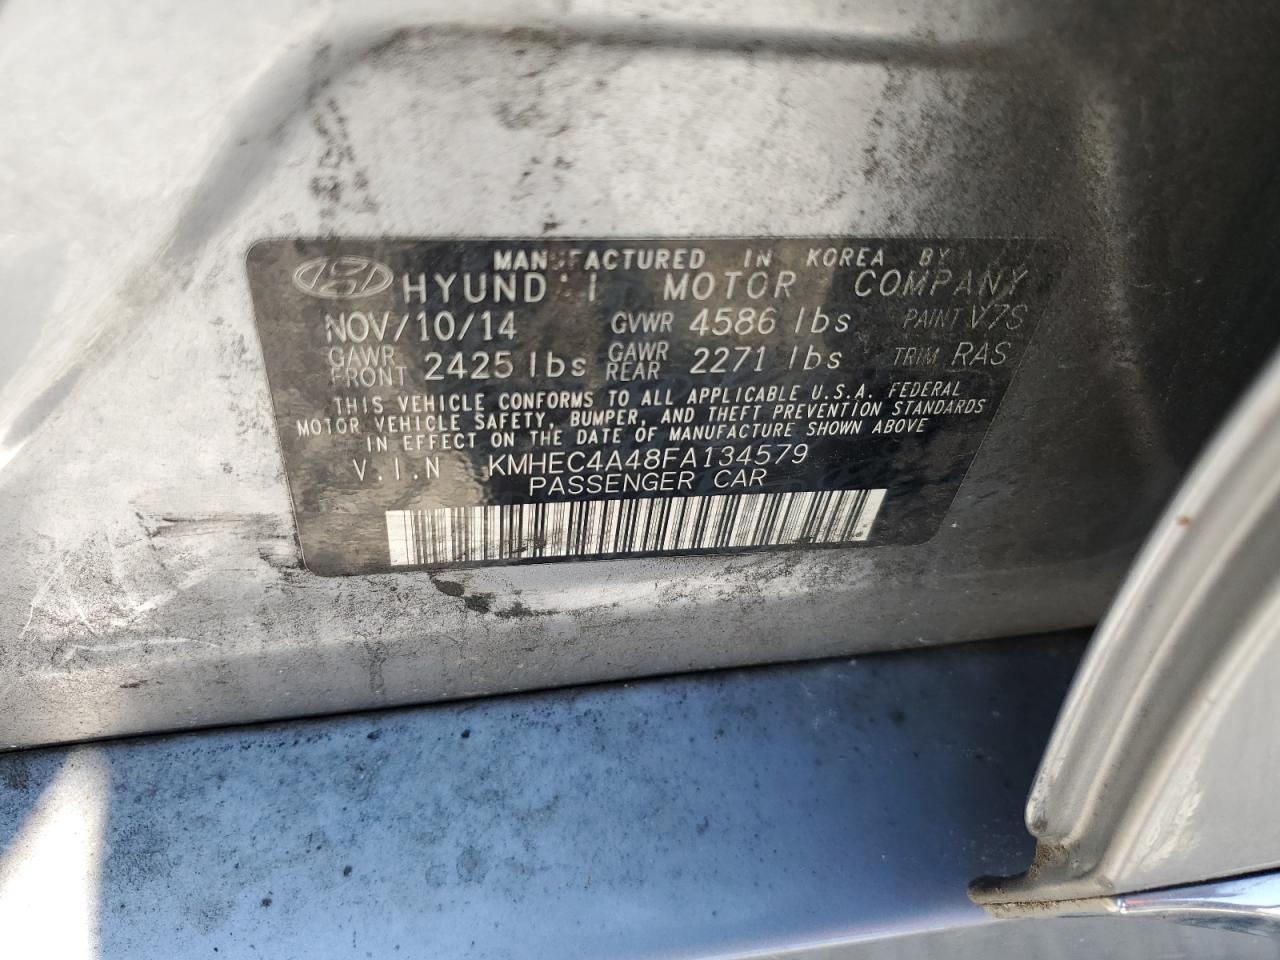 MANUFACTURED IN KOREA BY
HYUNDAI MOTOR COMPANY
NOV/10/14 GVWR 4586 lbs PAINT V7S
GAWR FRONT 2425 lbs GAWR REAR 2271 lbs TRIM RAS
THIS VEHICLE CONFORMS TO ALL APPLICABLE U.S.A. FEDERAL
MOTOR VEHICLE SAFETY, BUMPER, AND THEFT PREVENTION STANDARDS
IN EFFECT ON THE DATE OF MANUFACTURE SHOWN ABOVE
V.I.N KMHEC4A48FA134579
PASSENGER CAR